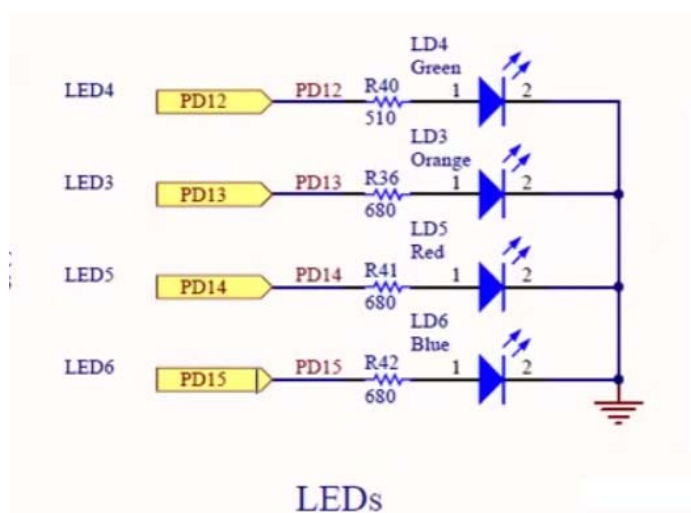 LD4
Green
LED4 PD12 PD12 R40 1 2
510
LD3
Orange
LED3 PD13 PD13 R36 1 2
680
LD5
Red
LED5 PD14 PD14 R41 1 2
680
LD6
Blue
LED6 PD15 PD15 R42 1 2
680
LEDs